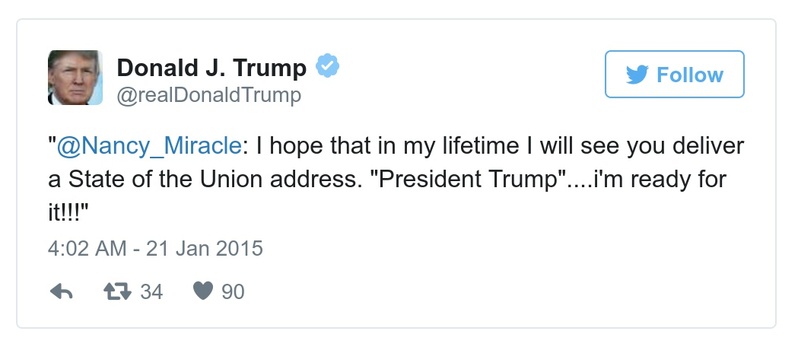 Donald J. Trump
@realDonaldTrump
Follow
"@Nancy_Miracle: I hope that in my lifetime I will see you deliver
a State of the Union address. "President Trump"....i'm ready for
it!!!"
4:02 AM - 21 Jan 2015
34 90